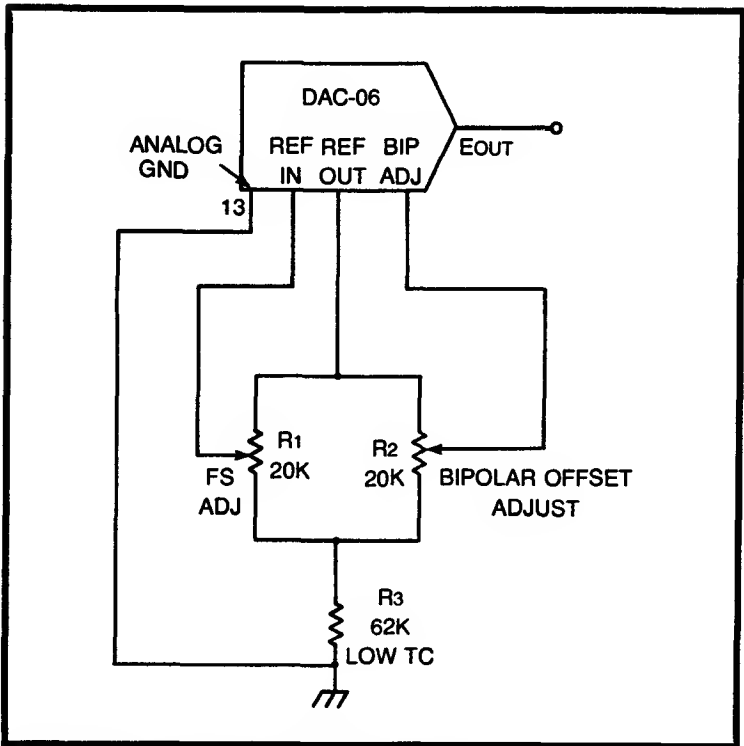 DAC-06
ANALOG
GND
REF REF BIP
IN OUT ADJ
EOUT
13
R1
20K
FS
ADJ
R2
20K
BIPOLAR OFFSET
ADJUST
R3
62K
LOW TC